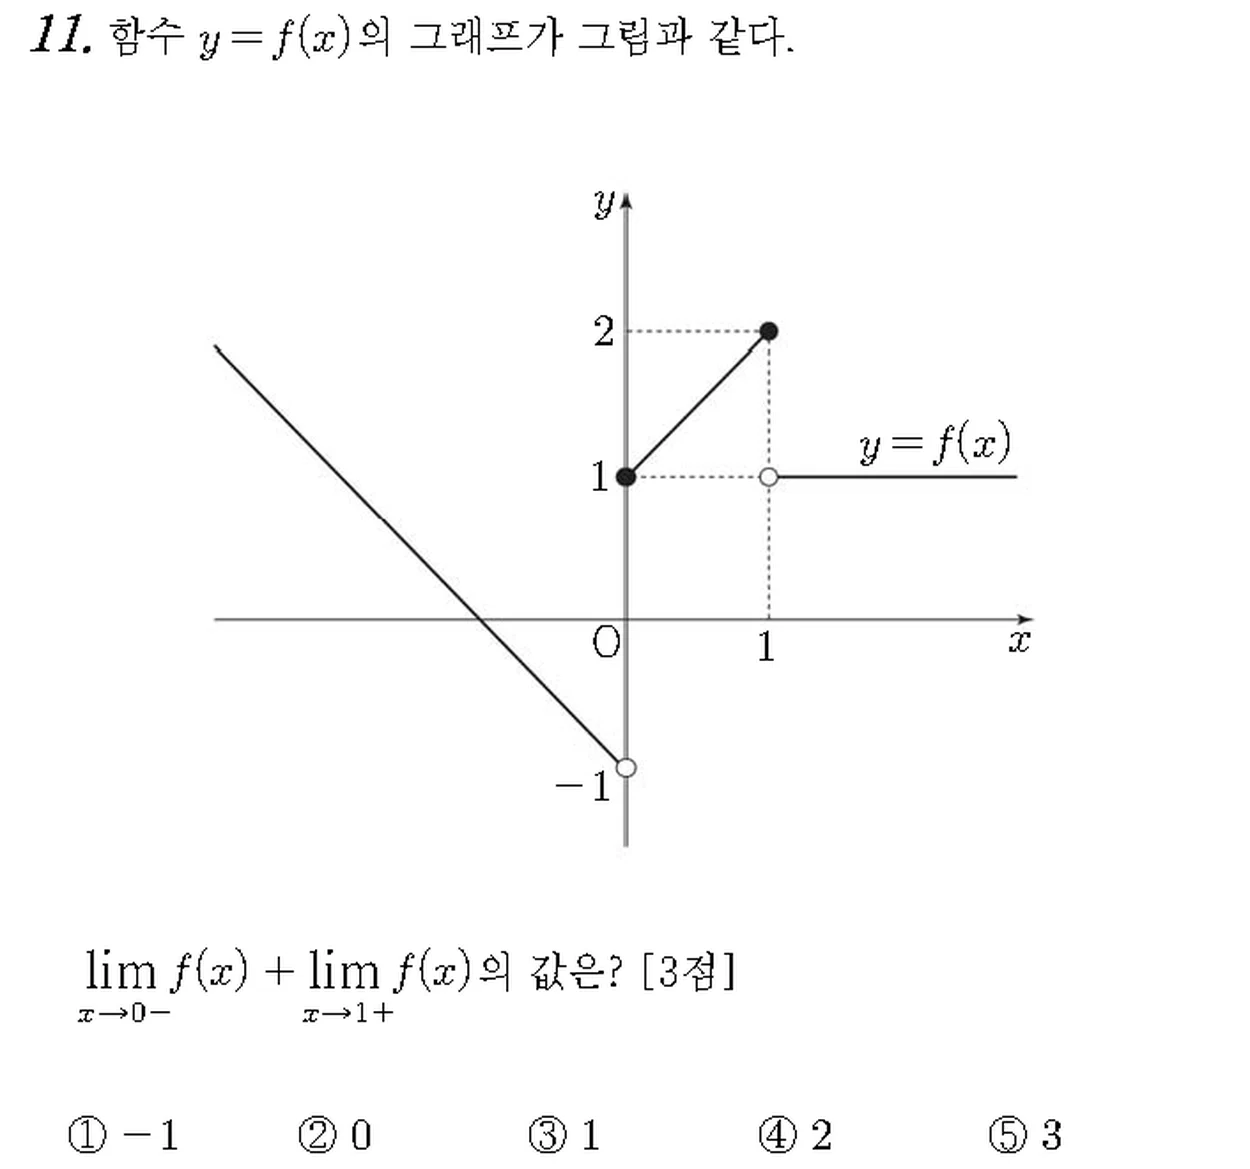 11. 함수 y=f(x)의 그래프가 그림과 같다.
y
2
1
y=f(x)
O
1
x
-1
lim f(x) + lim f(x)의 값은? [3점]
x→0- x→1+
① -1 ② 0 ③ 1 ④ 2 ⑤ 3